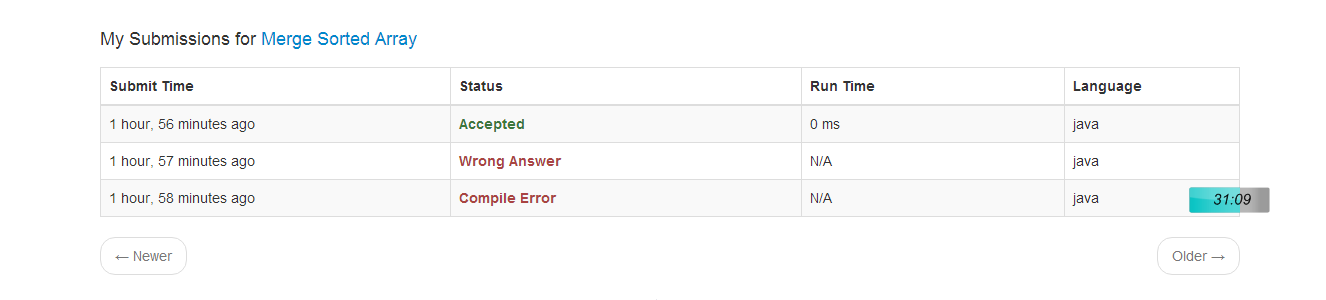 My Submissions for Merge Sorted Array
Submit Time Status Run Time Language
1 hour, 56 minutes ago Accepted 0 ms java
1 hour, 57 minutes ago Wrong Answer N/A java
1 hour, 58 minutes ago Compile Error N/A java
31:09
← Newer Older →